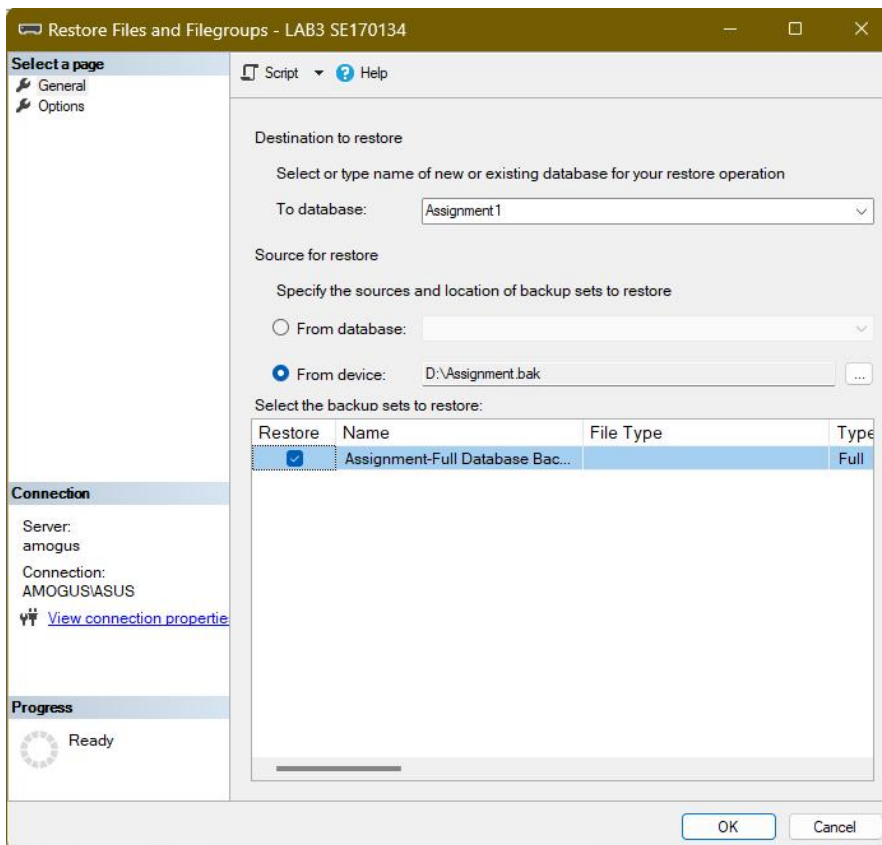 Restore Files and Filegroups - LAB3 SE170134
Select a page
General
Options
Script
Help
Destination to restore
Select or type name of new or existing database for your restore operation
To database:
Assignment1
Source for restore
Specify the sources and location of backup sets to restore
From database:
From device:
D:\Assignment.bak
...
Select the backup sets to restore:
Restore Name File Type Type
Assignment-Full Database Bac... Full
Connection
Server:
amogus
Connection:
AMOGUS\ASUS
View connection propertie
Progress
Ready
OK Cancel